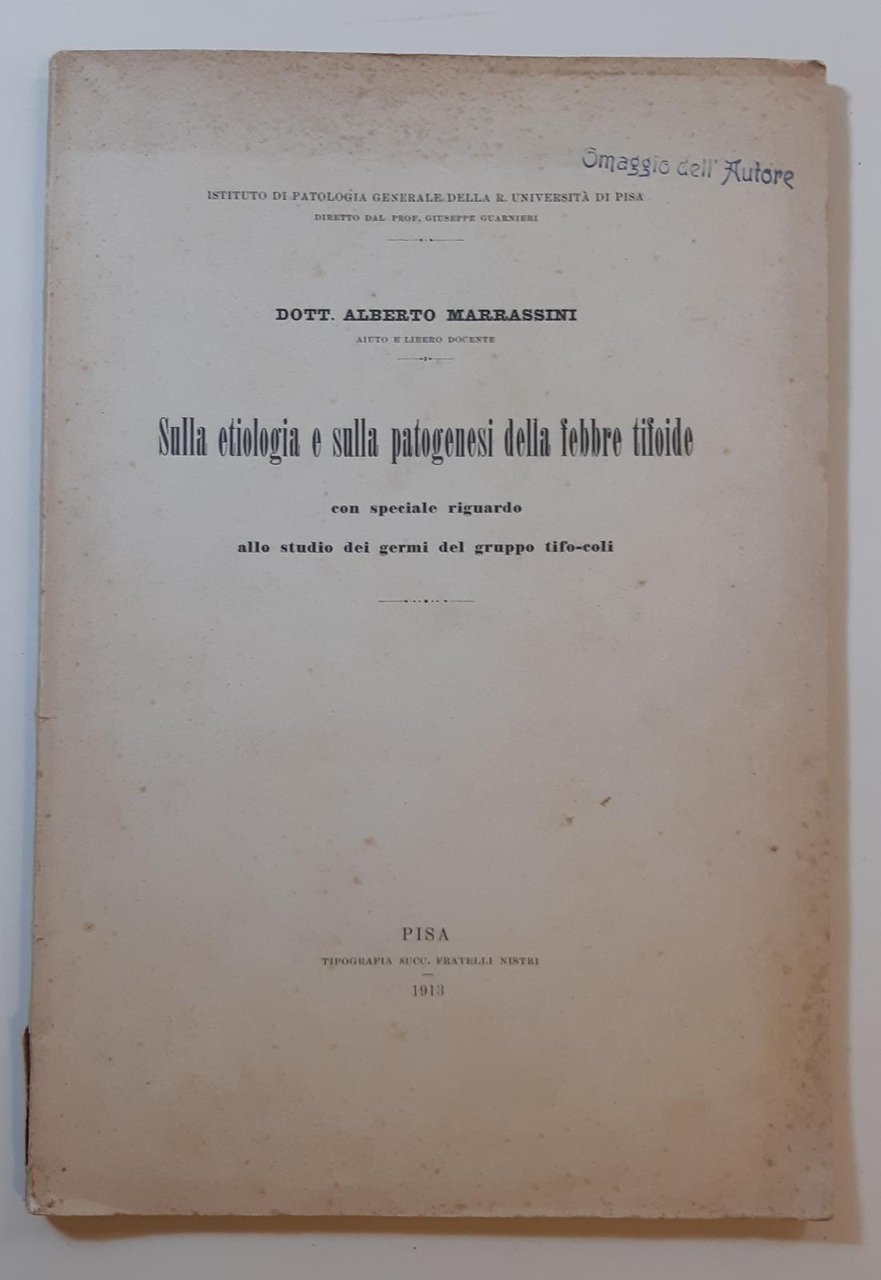 Omaggio dell' Autore
ISTITUTO DI PATOLOGIA GENERALE DELLA R. UNIVERSITÀ DI PISA
DIRETTO DAL PROF. GIUSEPPE GUARNIERI
DOTT. ALBERTO MARRASSINI
AIUTO E LIBERO DOCENTE
Sulla etiologia e sulla patogenesi della febbre tifoide
con speciale riguardo
allo studio dei germi del gruppo tifo-coli
PISA
TIPOGRAFIA SUCC. FRATELLI NISTRI
1913